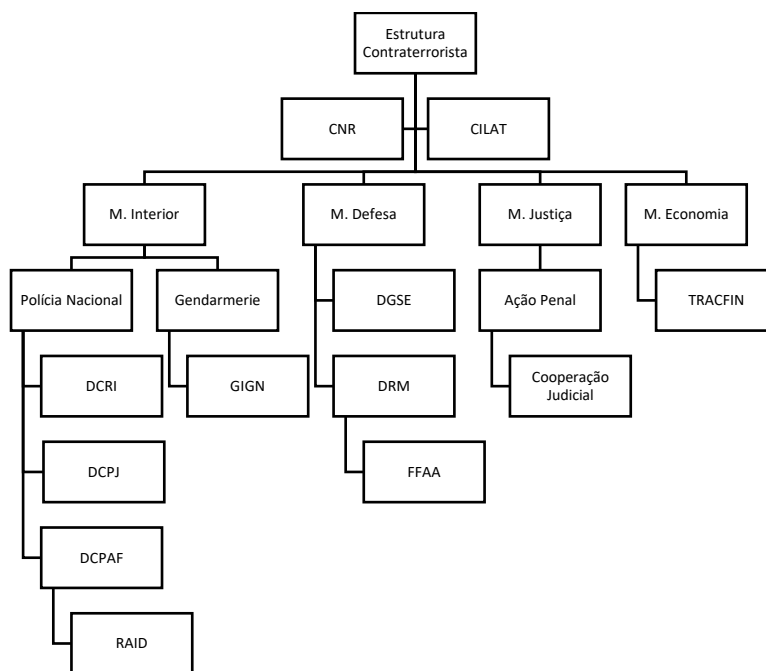 Estrutura
Contraterrorista
CNR
CILAT
M. Interior
M. Defesa
M. Justiça
M. Economia
Polícia Nacional
Gendarmerie
DGSE
Ação Penal
TRACFIN
DCRI
GIGN
DRM
Cooperação
Judicial
DCPJ
FFAA
DCPAF
RAID